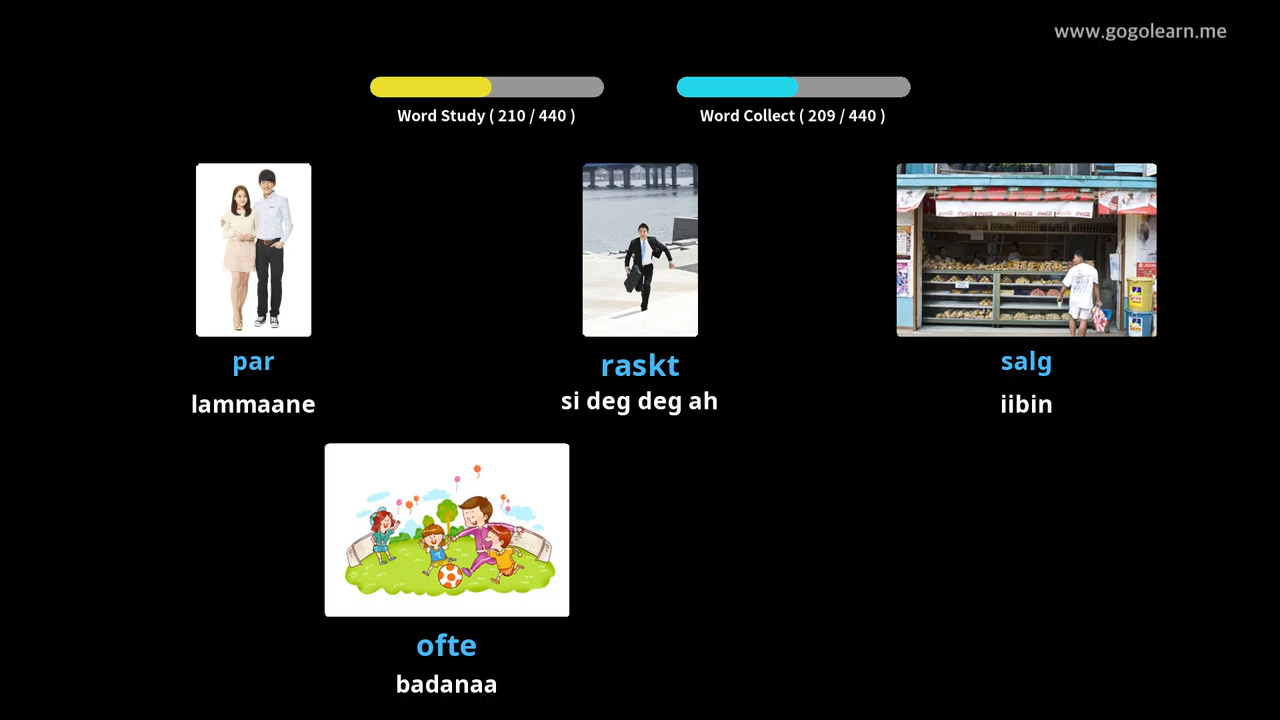 www.gogolearn.me
Word Study ( 210 / 440 )
Word Collect ( 209 / 440 )
par
lammaane
raskt
si deg deg ah
salg
iibin
ofte
badanaa